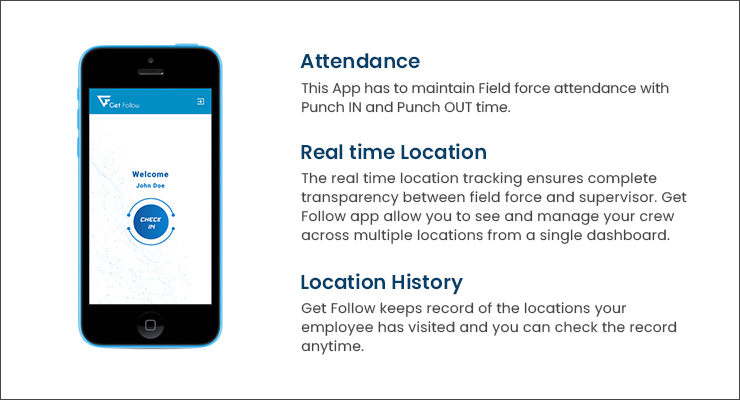 Get Follow
Welcome
John Doe
CHECK
IN
Attendance
This App has to maintain Field force attendance with
Punch IN and Punch OUT time.
Real time Location
The real time location tracking ensures complete
transparency between field force and supervisor. Get
Follow app allow you to see and manage your crew
across multiple locations from a single dashboard.
Location History
Get Follow keeps record of the locations your
employee has visited and you can check the record
anytime.